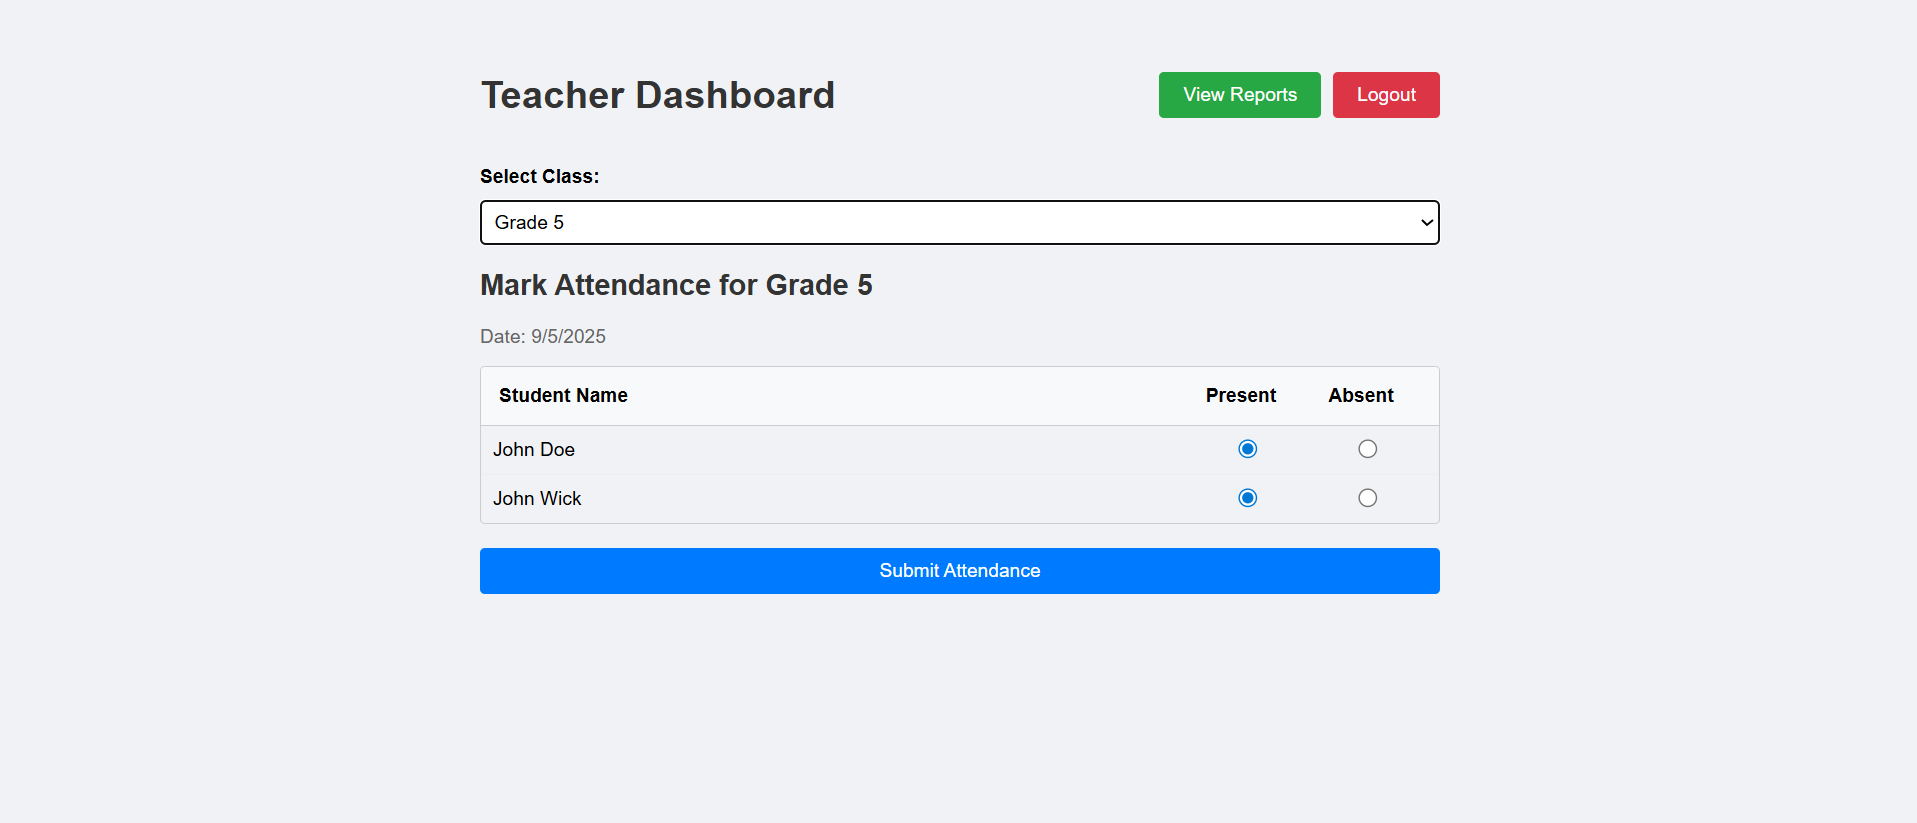 Teacher Dashboard
View Reports
Logout
Select Class:
Grade 5
Mark Attendance for Grade 5
Date: 9/5/2025
Student Name Present Absent
John Doe
John Wick
Submit Attendance